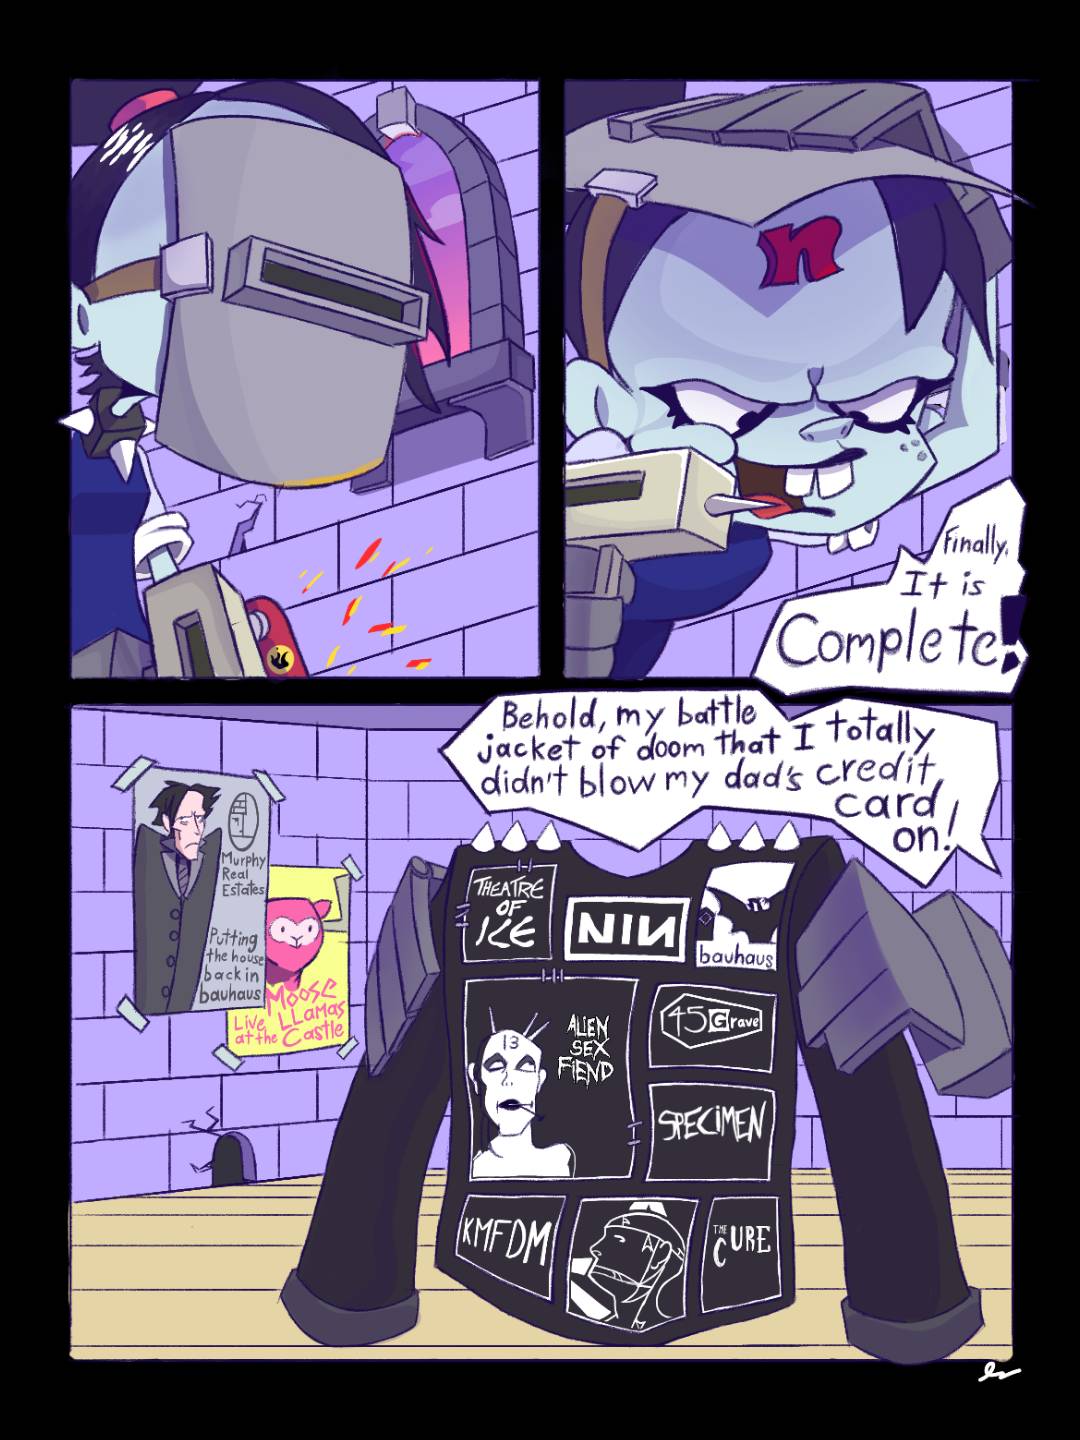 n
Finally.
It is
Complete!
Behold, my battle
jacket of doom that I totally
didn't blow my dad's credit
card
on!
Murphy
Real
Estates
Putting
the house
back in
bauhaus
Moose
LLamas
Live
at the Castle
THEATRE
OF
ICE
NIN
bauhaus
13
ALIEN
SEX
FIEND
45 Grave
SPECIMEN
KMFDM
THE
CURE